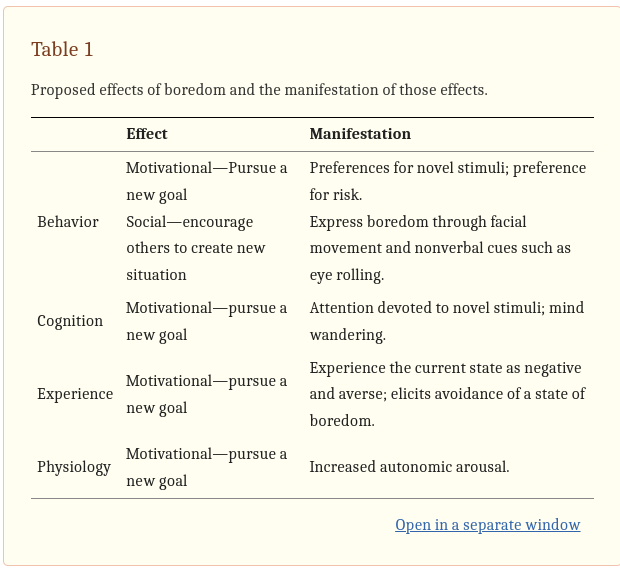 Table 1
Proposed effects of boredom and the manifestation of those effects.
Effect Manifestation
Behavior
Motivational—Pursue a
new goal
Preferences for novel stimuli; preference
for risk.
Social—encourage
others to create new
situation
Express boredom through facial
movement and nonverbal cues such as
eye rolling.
Cognition
Motivational—pursue a
new goal
Attention devoted to novel stimuli; mind
wandering.
Experience
Motivational—pursue a
new goal
Experience the current state as negative
and averse; elicits avoidance of a state of
boredom.
Physiology
Motivational—pursue a
new goal
Increased autonomic arousal.
Open in a separate window